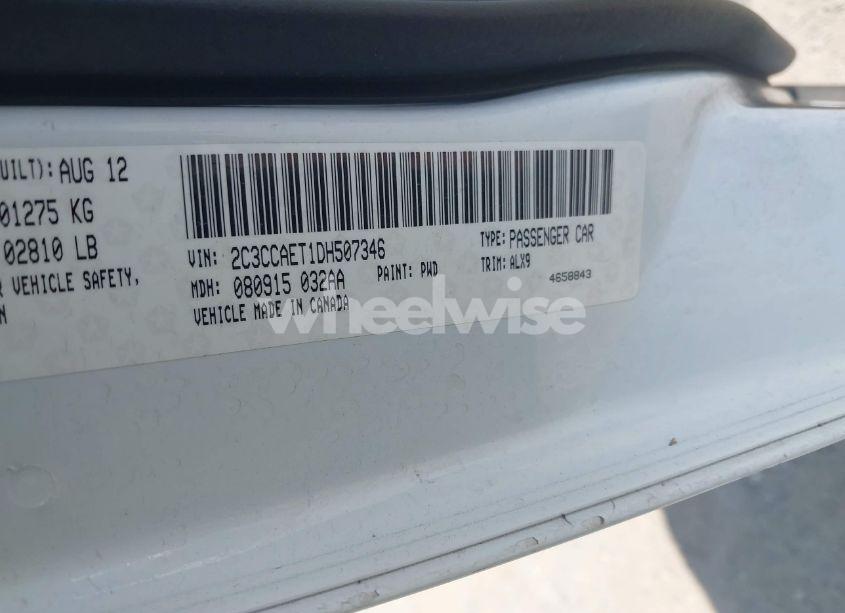 UILT): AUG 12
01275 KG
02810 LB
VEHICLE SAFETY,
N
VIN: 2C3CCAET1DH507346
TYPE: PASSENGER CAR
MDH: 080915 032AA
PAINT: PWD
TRIM: ALX9
VEHICLE MADE IN CANADA
4658843
wheelwise